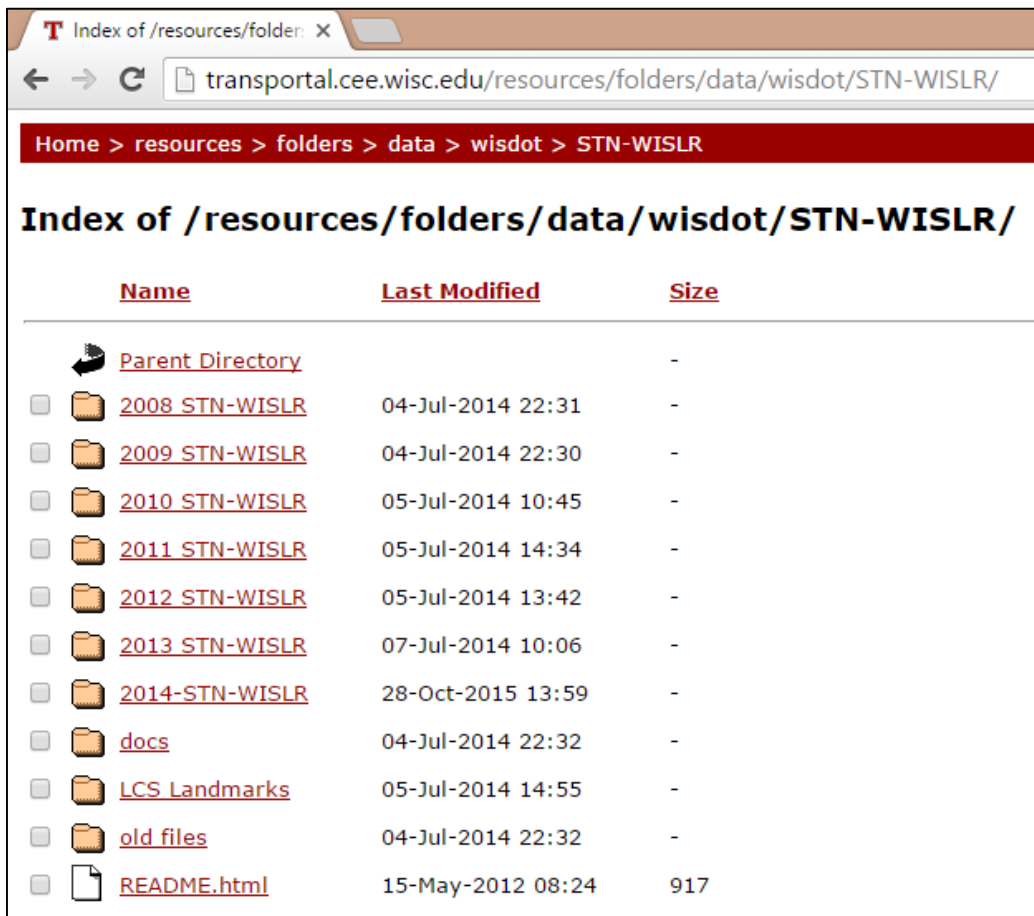 T Index of /resources/folder: ×
transportal.cee.wisc.edu/resources/folders/data/wisdot/STN-WISLR/
Home > resources > folders > data > wisdot > STN-WISLR
Index of /resources/folders/data/wisdot/STN-WISLR/
Name Last Modified Size
Parent Directory -
2008 STN-WISLR 04-Jul-2014 22:31 -
2009 STN-WISLR 04-Jul-2014 22:30 -
2010 STN-WISLR 05-Jul-2014 10:45 -
2011 STN-WISLR 05-Jul-2014 14:34 -
2012 STN-WISLR 05-Jul-2014 13:42 -
2013 STN-WISLR 07-Jul-2014 10:06 -
2014-STN-WISLR 28-Oct-2015 13:59 -
docs 04-Jul-2014 22:32 -
LCS Landmarks 05-Jul-2014 14:55 -
old files 04-Jul-2014 22:32 -
README.html 15-May-2012 08:24 917